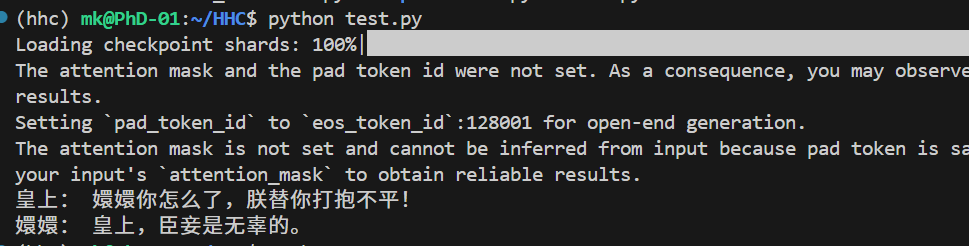 (hhc) mk@PhD-01:~/HHC$ python test.py
Loading checkpoint shards: 100%|
The attention mask and the pad token id were not set. As a consequence, you may observe
results.
Setting `pad_token_id` to `eos_token_id`:128001 for open-end generation.
The attention mask is not set and cannot be inferred from input because pad token is sa
your input's `attention_mask` to obtain reliable results.
皇上： 嬛嬛你怎么了，朕替你打抱不平！
嬛嬛： 皇上，臣妾是无辜的。